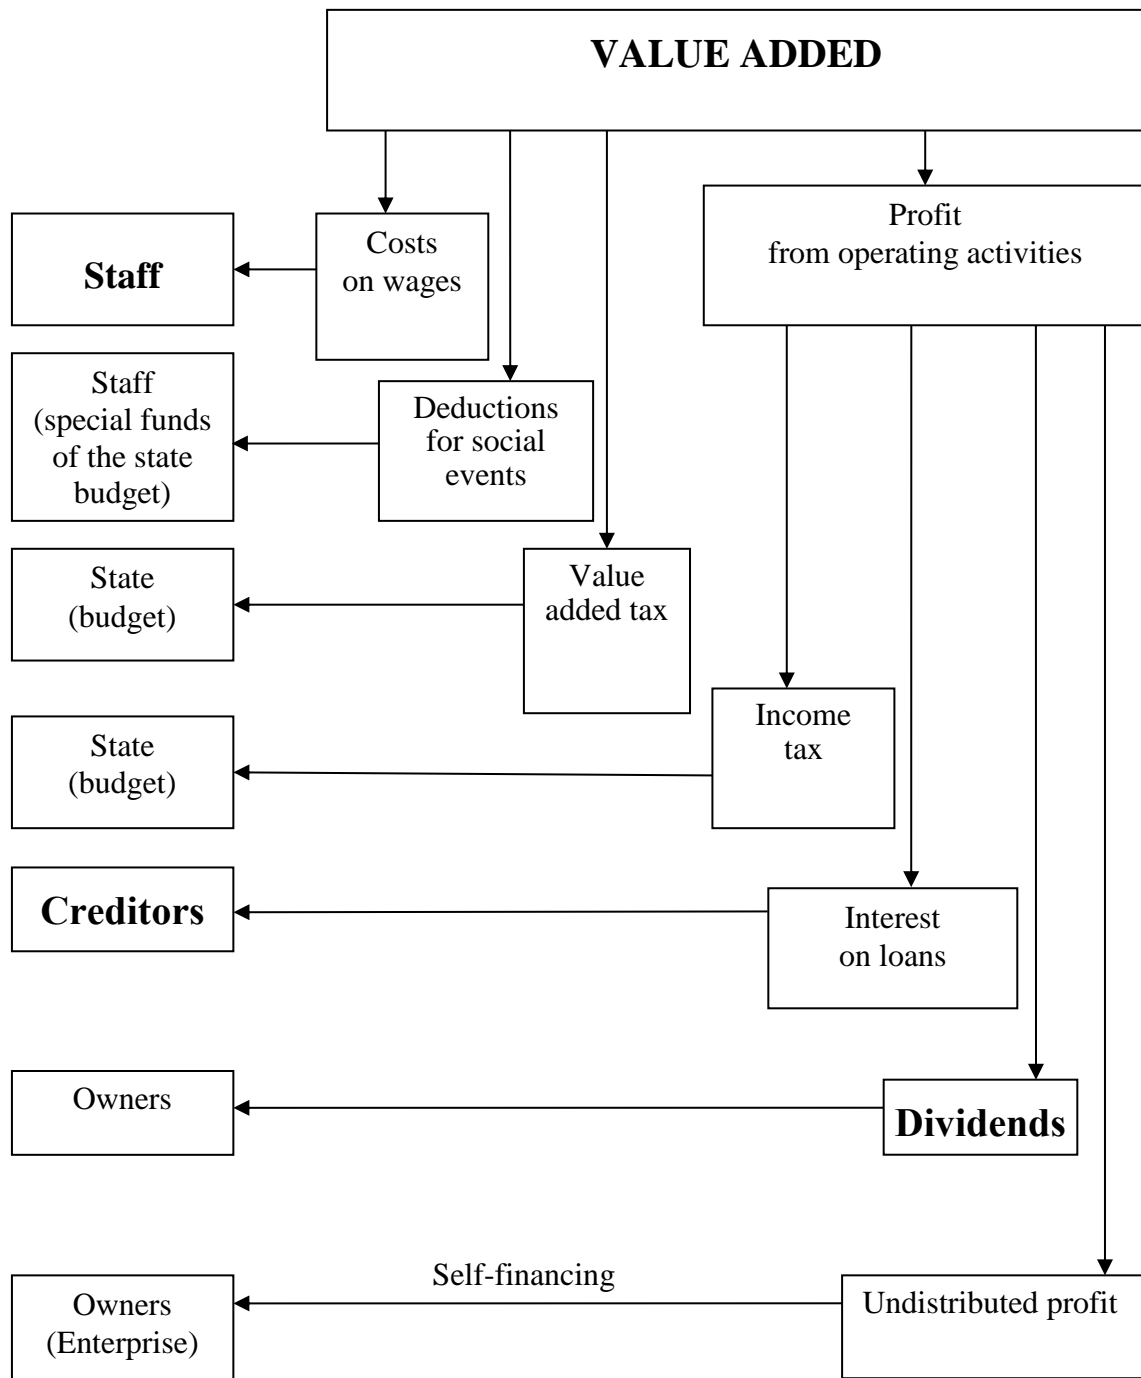 VALUE ADDED
Profit
from operating activities
Staff
Costs
on wages
Staff
(special funds
of the state
budget)
Deductions
for social
events
State
(budget)
Value
added tax
State
(budget)
Income
tax
Creditors
Interest
on loans
Owners
Dividends
Self-financing
Owners
(Enterprise)
Undistributed profit